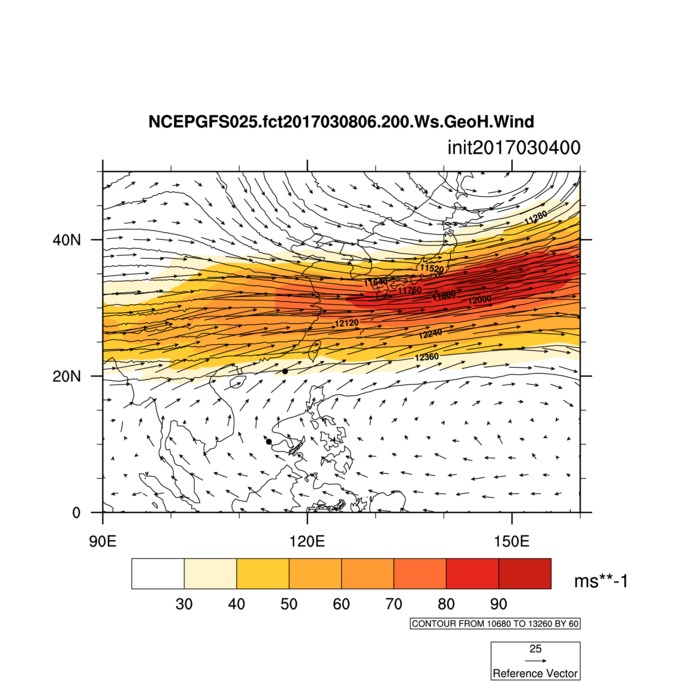 NCEPGFS025.fct2017030806.200.Ws.GeoH.Wind
init2017030400
11280
40N
11520
11640
11760
11880
12000
12120
12240
12360
20N
0
90E 120E 150E
ms**-1
30 40 50 60 70 80 90
CONTOUR FROM 10680 TO 13260 BY 60
25
Reference Vector